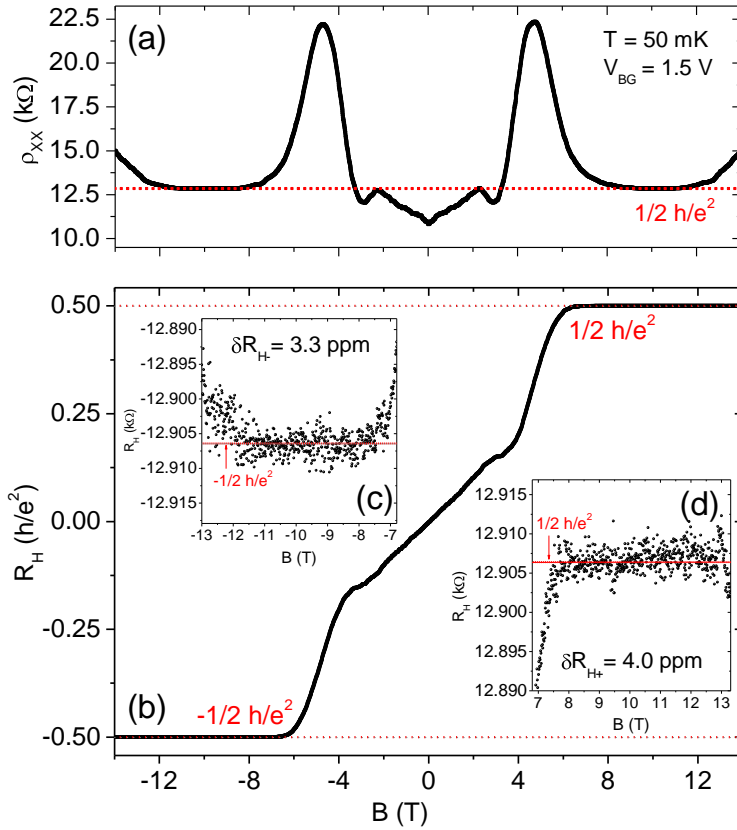 (a)
T = 50 mK
V_BG = 1.5 V
ρ_XX (kΩ)
22.5
20.0
17.5
15.0
12.5
10.0
1/2 h/e²
(b)
R_H (h/e²)
0.50
0.25
0.00
-0.25
-0.50
1/2 h/e²
-1/2 h/e²
-12 -8 -4 0 4 8 12
B (T)
(c)
δR_H- = 3.3 ppm
R_H (kΩ)
-12.890
-12.895
-12.900
-12.905
-12.910
-12.915
-1/2 h/e²
-13 -12 -11 -10 -9 -8 -7
B (T)
(d)
12.915
12.910
12.905
12.900
12.895
12.890
R_H (kΩ)
1/2 h/e²
δR_H+ = 4.0 ppm
7 8 9 10 11 12 13
B (T)